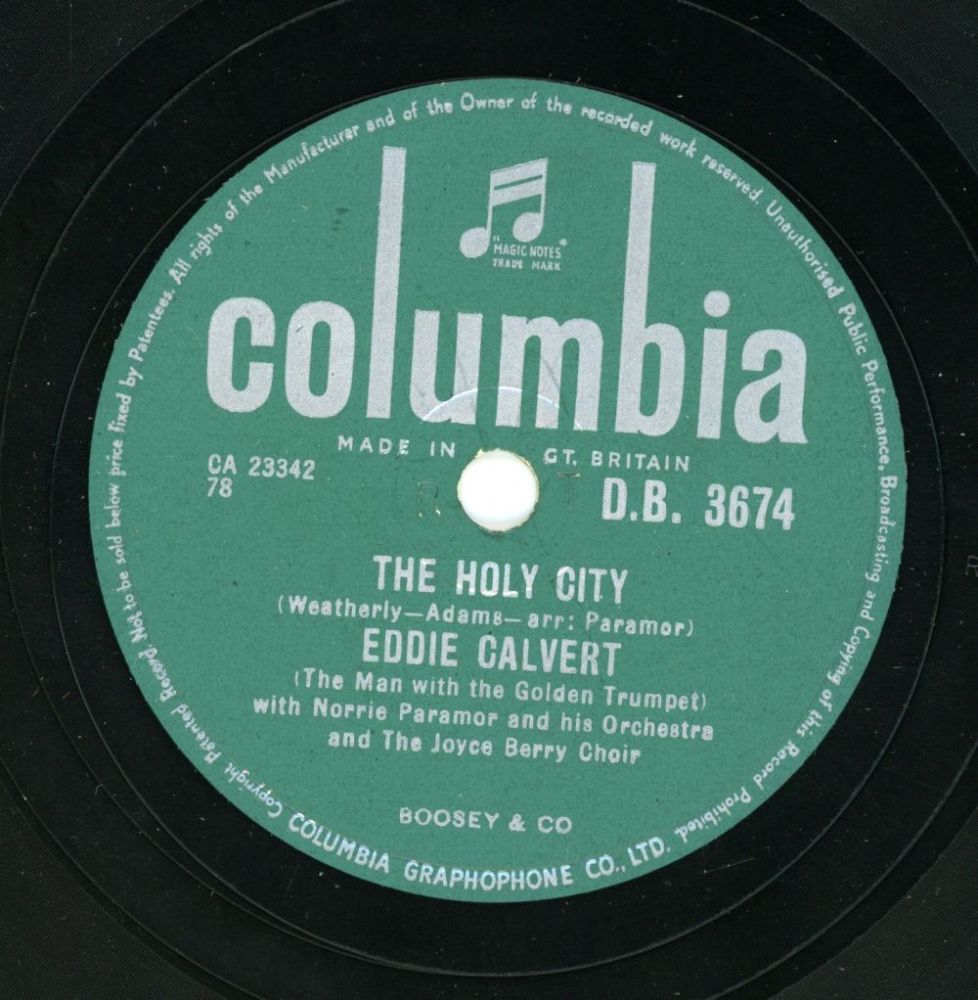 Copyright Patented Record. Not to be sold below price fixed by Patentees. All rights of the Manufacturer and of the Owner of the recorded work reserved. Unauthorised Public Performance, Broadcasting and Copying of this Record Prohibited.
"MAGIC NOTES"
TRADE MARK
columbia
MADE IN GT. BRITAIN
CA 23342
78
D.B. 3674
THE HOLY CITY
(Weatherly—Adams—arr: Paramor)
EDDIE CALVERT
(The Man with the Golden Trumpet)
with Norrie Paramor and his Orchestra
and The Joyce Berry Choir
BOOSEY & CO
COLUMBIA GRAPHOPHONE CO., LTD.